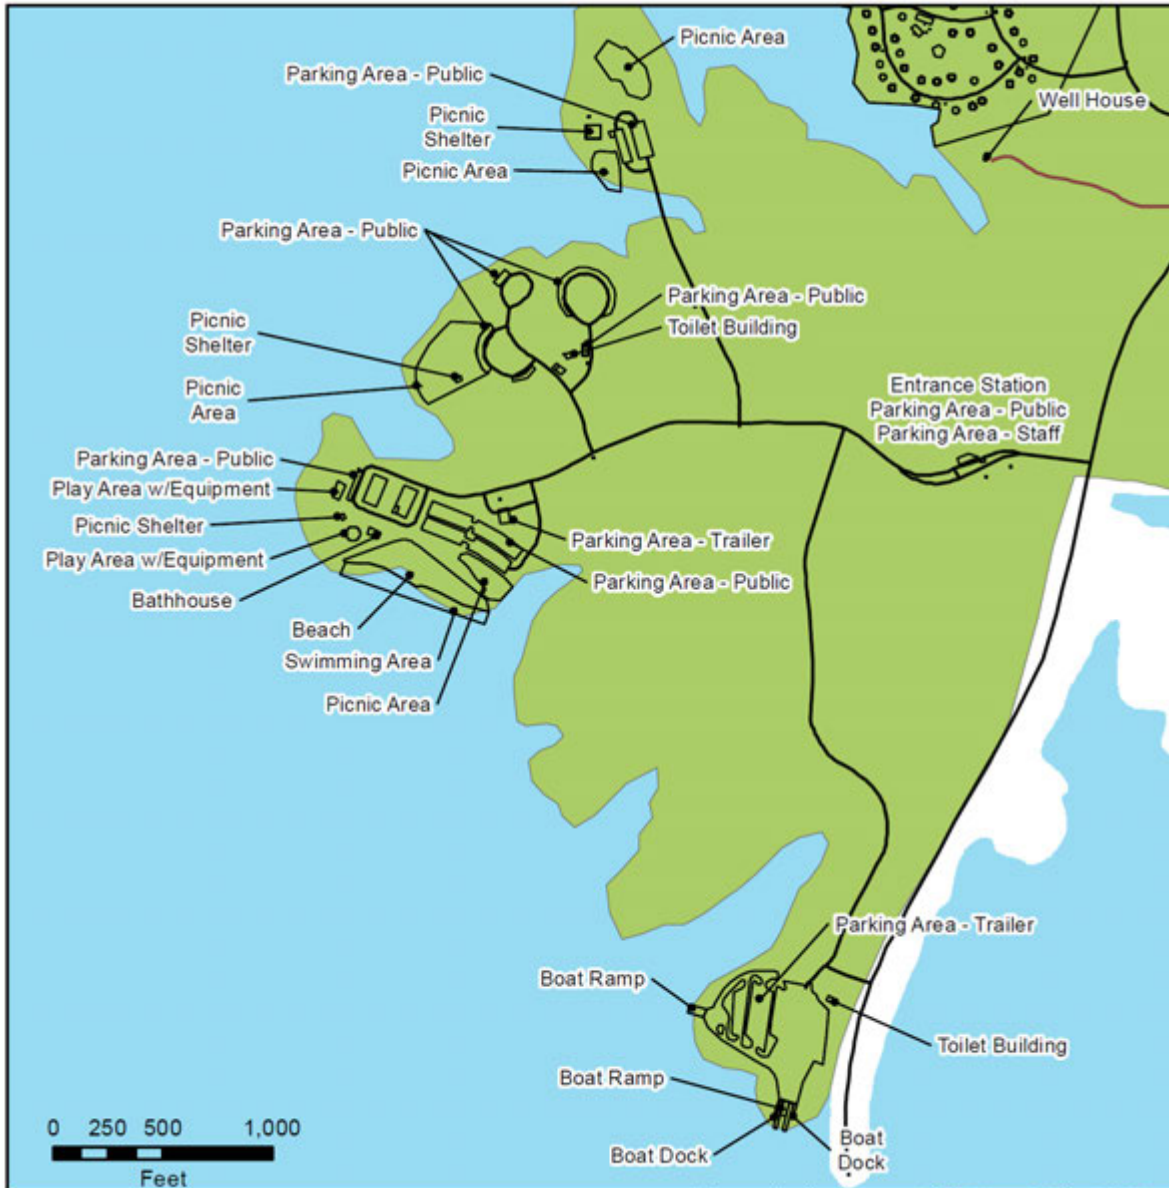 Picnic Area
Parking Area - Public
Well House
Picnic
Shelter
Picnic Area
Parking Area - Public
Parking Area - Public
Toilet Building
Picnic
Shelter
Picnic
Area
Entrance Station
Parking Area - Public
Parking Area - Staff
Parking Area - Public
Play Area w/Equipment
Picnic Shelter
Play Area w/Equipment
Bathhouse
Parking Area - Trailer
Parking Area - Public
Beach
Swimming Area
Picnic Area
Parking Area - Trailer
Boat Ramp
Toilet Building
Boat Ramp
Boat Dock
Boat
Dock
0 250 500 1,000
Feet